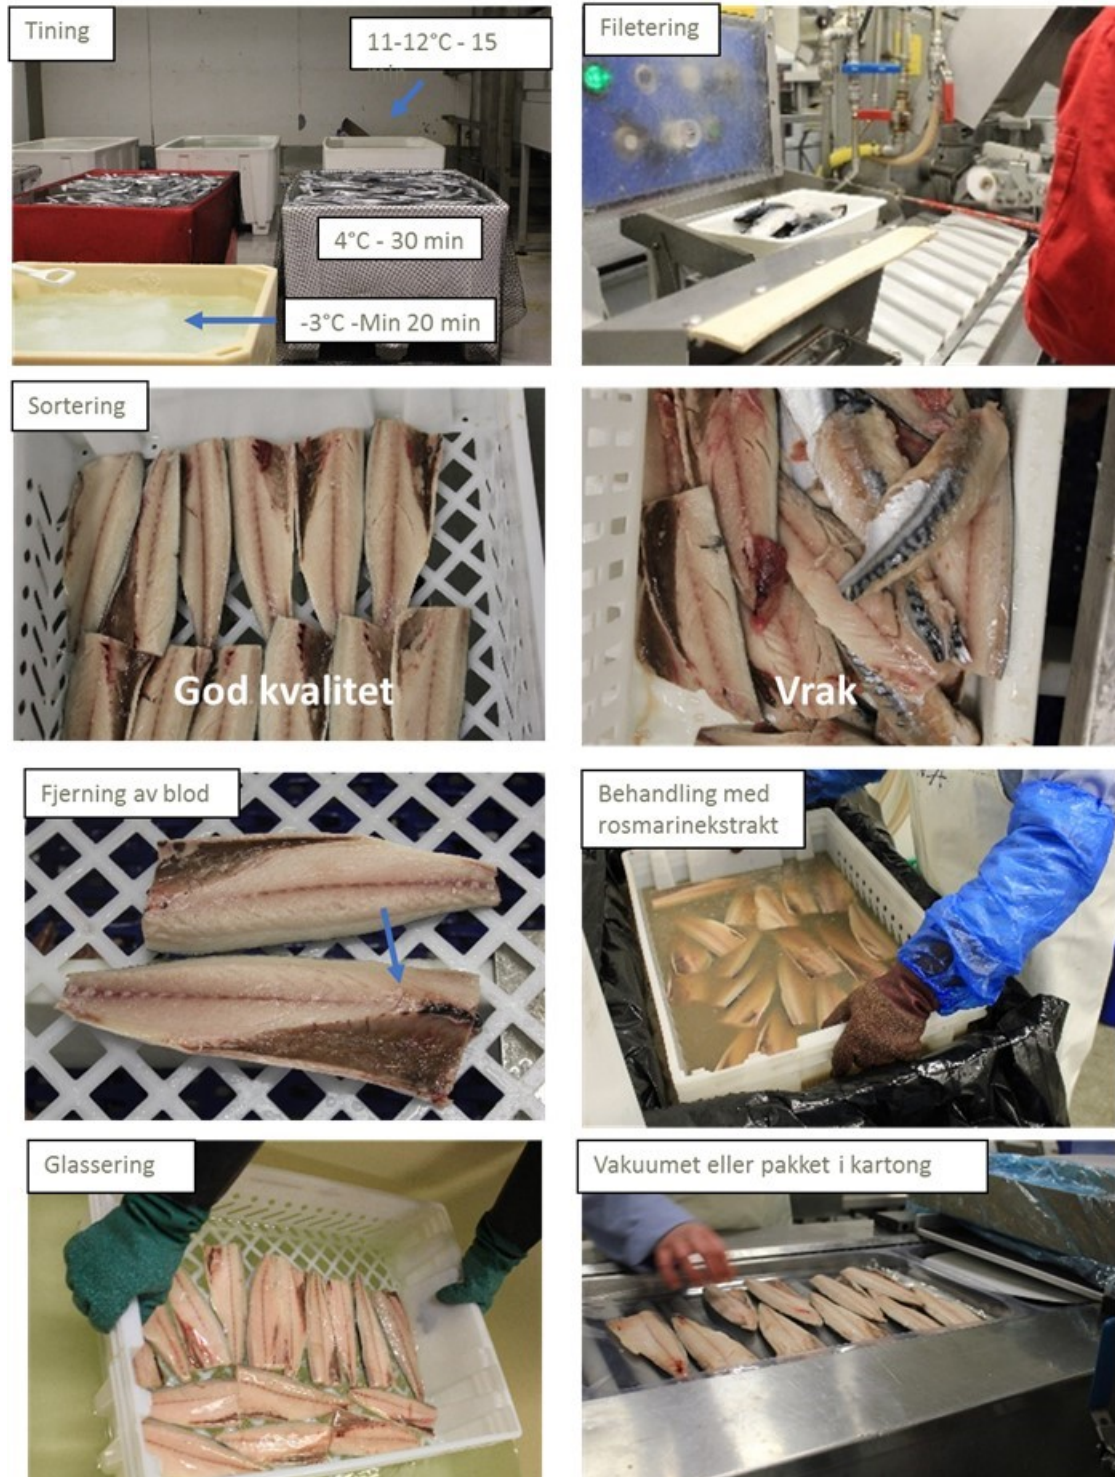 Tining
11-12°C - 15
4°C - 30 min
-3°C -Min 20 min
Filetering
Sortering
God kvalitet
Vrak
Fjerning av blod
Behandling med
rosmarinekstrakt
Glassering
Vakuumet eller pakket i kartong